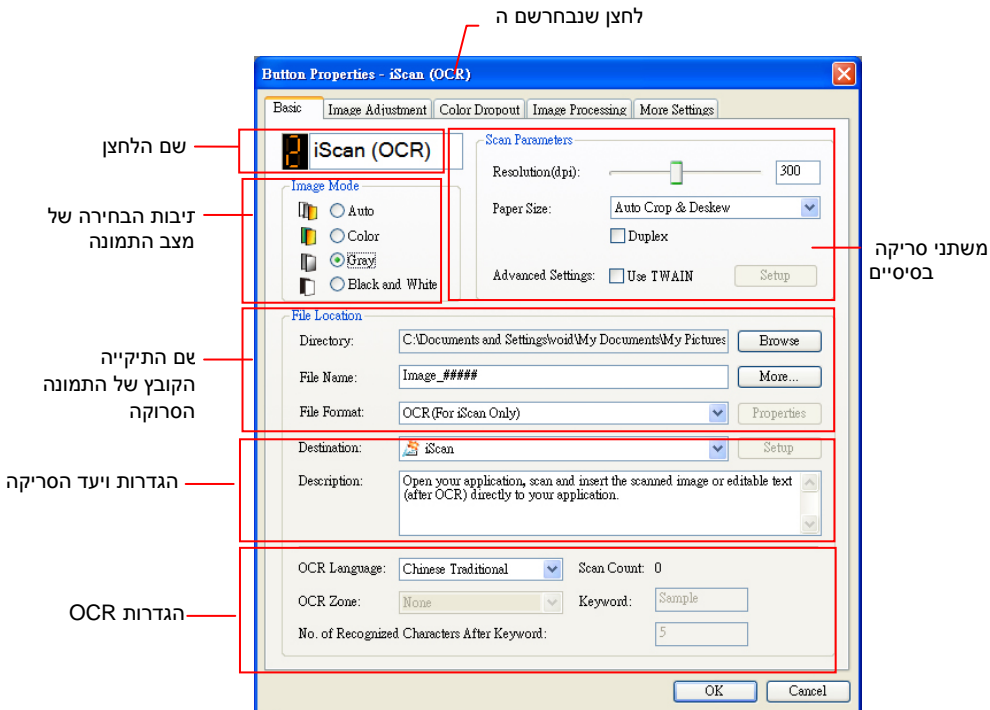 לחצן שנבחרשם ה
Button Properties - iScan (OCR)
Basic
Image Adjustment
Color Dropout
Image Processing
More Settings
שם הלחצן
2
iScan (OCR)
Image Mode
Auto
Color
Gray
Black and White
תיבות הבחירה של
מצב התמונה
Scan Parameters
Resolution(dpi):
300
Paper Size:
Auto Crop & Deskew
Duplex
Advanced Settings:
Use TWAIN
Setup
משתני סריקה
בסיסיים
File Location
Directory:
C:\Documents and Settings\void\My Documents\My Pictures
Browse
File Name:
Image_#####
More...
File Format:
OCR(For iScan Only)
Properties
שם התיקייה
הקובץ של התמונה
הסרוקה
Destination:
iScan
Setup
Description:
Open your application, scan and insert the scanned image or editable text
(after OCR) directly to your application.
הגדרות ויעד הסריקה
OCR Language:
Chinese Traditional
Scan Count: 0
OCR Zone:
None
Keyword:
Sample
No. of Recognized Characters After Keyword:
5
הגדרות OCR
OK
Cancel